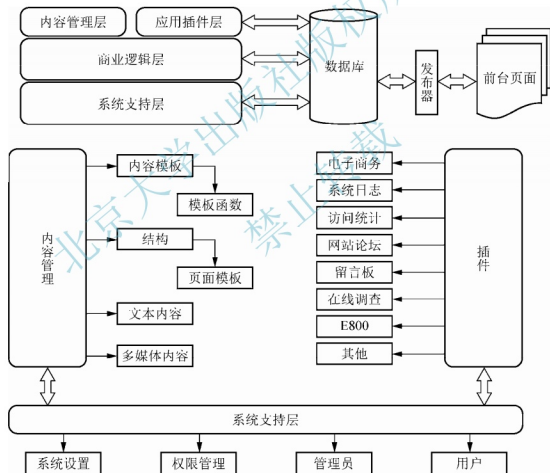 内容管理层
应用插件层
商业逻辑层
系统支持层
数据库
发布器
前台页面
内容管理
内容模板
模板函数
结构
页面模板
文本内容
多媒体内容
电子商务
系统日志
访问统计
网站论坛
留言板
在线调查
E800
其他
插件
系统支持层
系统设置
权限管理
管理员
用户
北京大学出版社版权所
禁止转载